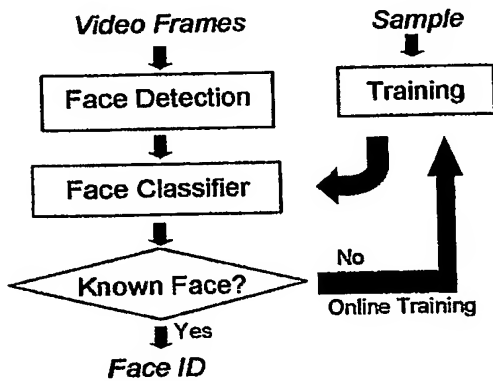 Video Frames
Sample
Face Detection
Training
Face Classifier
Known Face?
No
Online Training
Yes
Face ID